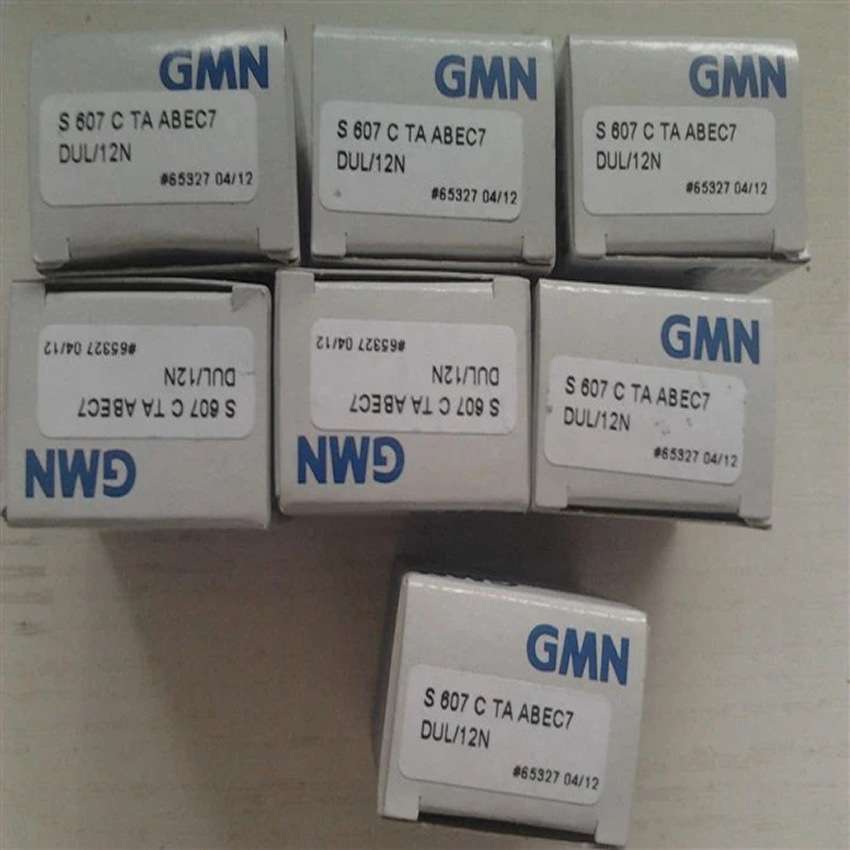 GMN
S 607 C TA ABEC7
DUL/12N
#65327 04/12
GMN
S 607 C TA ABEC7
DUL/12N
#65327 04/12
GMN
S 607 C TA ABEC7
DUL/12N
#65327 04/12
GMN
S 607 C TA ABEC7
DUL/12N
#65327 04/12
GMN
S 607 C TA ABEC7
DUL/12N
#65327 04/12
GMN
S 607 C TA ABEC7
DUL/12N
#65327 04/12
GMN
S 607 C TA ABEC7
DUL/12N
#65327 04/12